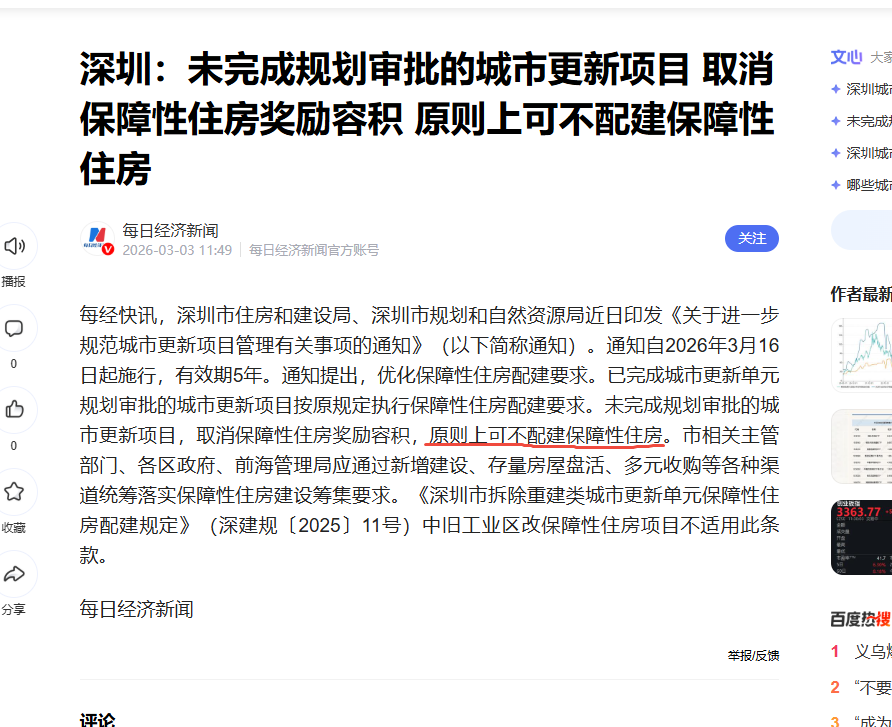 深圳：未完成规划审批的城市更新项目 取消
保障性住房奖励容积 原则上可不配建保障性
住房
每日经济新闻
2026-03-03 11:49
每日经济新闻官方账号
关注
每经快讯，深圳市住房和建设局、深圳市规划和自然资源局近日印发《关于进一步
规范城市更新项目管理有关事项的通知》（以下简称通知）。通知自2026年3月16
日起施行，有效期5年。通知提出，优化保障性住房配建要求。已完成城市更新单元
规划审批的城市更新项目按原规定执行保障性住房配建要求。未完成规划审批的城
市更新项目，取消保障性住房奖励容积，原则上可不配建保障性住房。市相关主管
部门、各区政府、前海管理局应通过新增建设、存量房屋盘活、多元收购等各种渠
道统筹落实保障性住房建设筹集要求。《深圳市拆除重建类城市更新单元保障性住
房配建规定》（深建规〔2025〕11号）中旧工业区改保障性住房项目不适用此条
款。
每日经济新闻
举报/反馈
评论
播报
0
0
收藏
分享
文心 大家
深圳城市
未完成规
深圳城市
哪些城市
作者最新
3363.77
百度热搜
1 义乌
2 “不要
3 “成为